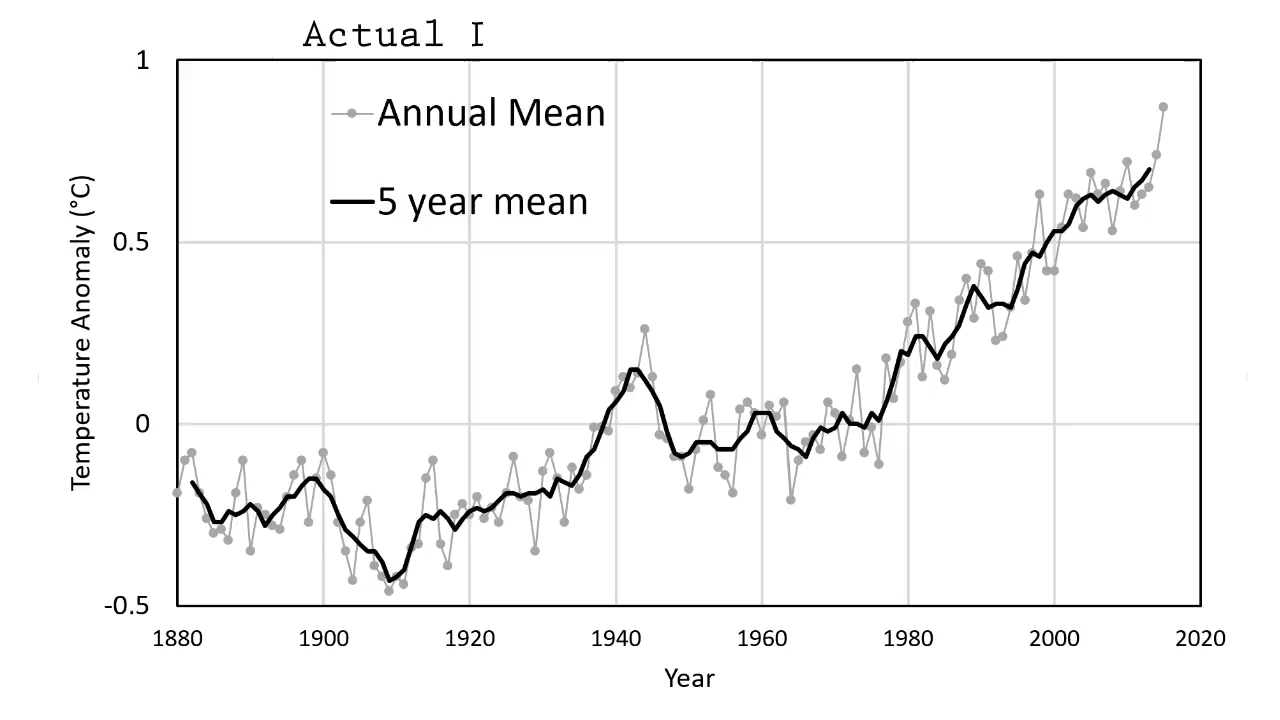 Actual I
1
Annual Mean
5 year mean
0.5
0
-0.5
Temperature Anomaly (°C)
1880 1900 1920 1940 1960 1980 2000 2020
Year